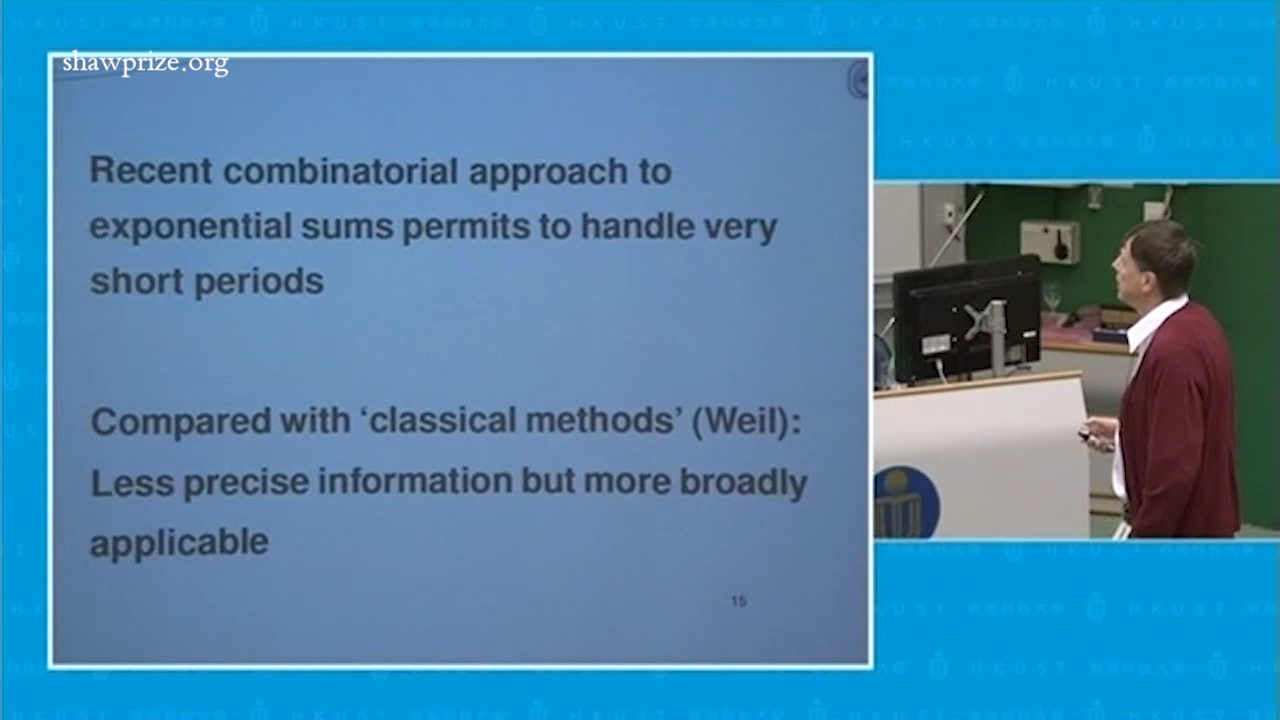 shawprize.org
Recent combinatorial approach to
exponential sums permits to handle very
short periods
Compared with ‘classical methods’ (Weil):
Less precise information but more broadly
applicable
15
HKUST